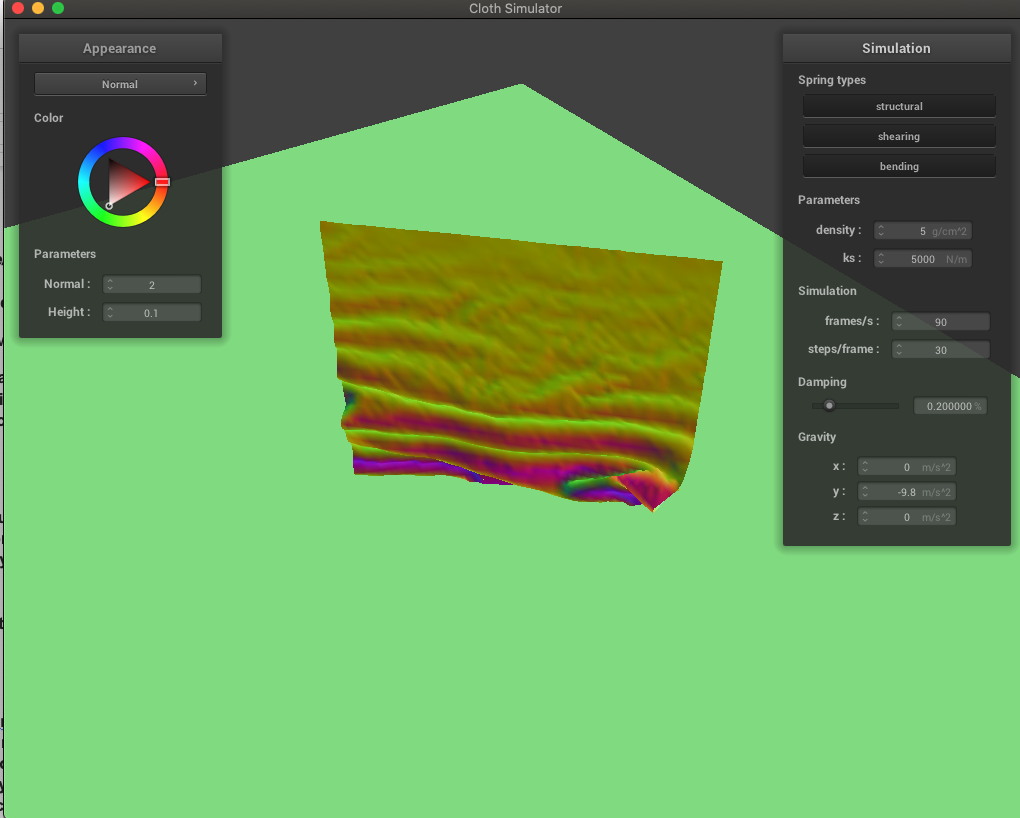 Cloth Simulator
Appearance
Normal
Color
Parameters
Normal : 2
Height : 0.1
Simulation
Spring types
structural
shearing
bending
Parameters
density : 5 g/cm^2
ks : 5000 N/m
Simulation
frames/s : 90
steps/frame : 30
Damping
0.200000 %
Gravity
x : 0 m/s^2
y : -9.8 m/s^2
z : 0 m/s^2